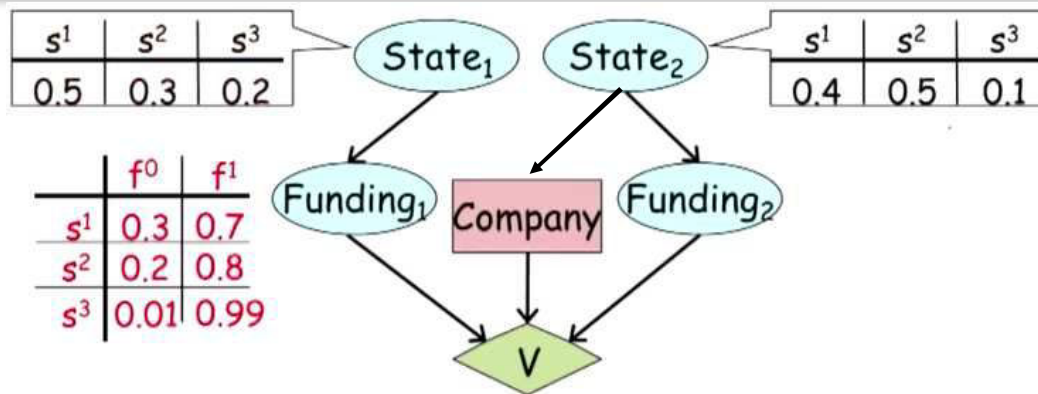 s¹ s² s³
0.5 0.3 0.2
State₁
State₂
s¹ s² s³
0.4 0.5 0.1
f⁰ f¹
s¹ 0.3 0.7
s² 0.2 0.8
s³ 0.01 0.99
Funding₁
Company
Funding₂
V